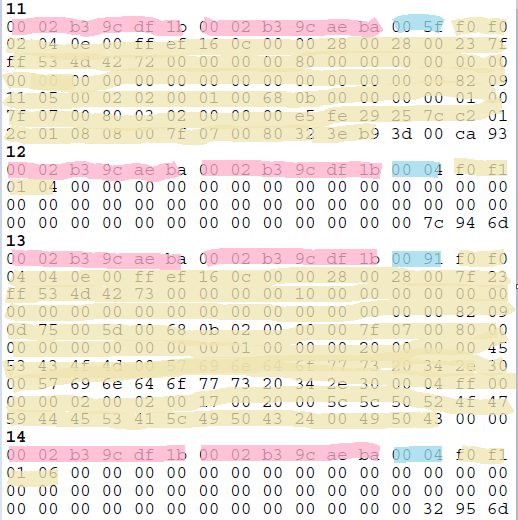 11
00 02 b3 9c df 1b 00 02 b3 9c ae ba 00 5f f0 f0
02 04 0e 00 ff ef 16 0c 00 00 28 00 28 00 23 7f
ff 53 4d 42 72 00 00 00 00 80 00 00 00 00 00 00
00 00 00 00 00 00 00 00 00 00 00 00 00 00 82 09
11 05 00 02 02 00 01 00 68 0b 00 00 00 00 01 00
7f 07 00 80 03 02 00 00 00 e5 fe 29 25 7c c2 01
2c 01 08 08 00 7f 07 00 80 32 3e b9 3d 00 ca 93
12
00 02 b3 9c ae ba 00 02 b3 9c df 1b 00 04 f0 f1
01 04 00 00 00 00 00 00 00 00 00 00 00 00 00 00
00 00 00 00 00 00 00 00 00 00 00 00 00 00 00 00
00 00 00 00 00 00 00 00 00 00 00 00 00 7c 94 6d
13
00 02 b3 9c ae ba 00 02 b3 9c df 1b 00 91 f0 f0
04 04 0e 00 ff ef 16 0c 00 00 28 00 28 00 7f 23
ff 53 4d 42 73 00 00 00 00 10 00 00 00 00 00 00
00 00 00 00 00 00 00 00 00 00 00 00 00 00 82 09
0d 75 00 5d 00 68 0b 02 00 00 00 7f 07 00 80 00
00 00 00 00 00 00 00 01 00 00 00 20 00 00 00 45
53 43 4f 4d 00 57 69 6e 64 6f 77 73 20 34 2e 30
00 57 69 6e 64 6f 77 73 20 34 2e 30 00 04 ff 00
00 00 02 00 02 00 17 00 20 00 5c 5c 50 52 4f 47
59 44 45 53 41 5c 49 50 43 24 00 49 50 43 00 00
14
00 02 b3 9c df 1b 00 02 b3 9c ae ba 00 04 f0 f1
01 06 00 00 00 00 00 00 00 00 00 00 00 00 00 00
00 00 00 00 00 00 00 00 00 00 00 00 00 00 00 00
00 00 00 00 00 00 00 00 00 00 00 00 00 32 95 6d